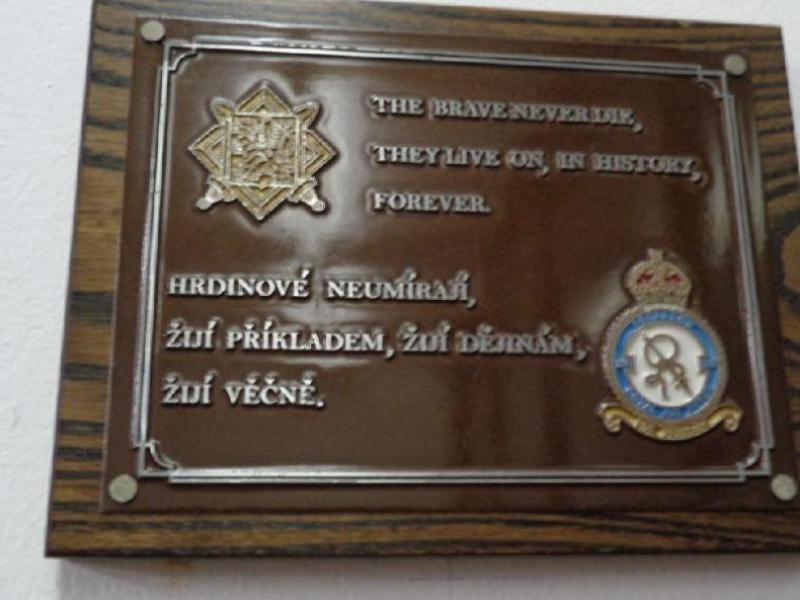 THE BRAVE NEVER DIE,
THEY LIVE ON, IN HISTORY,
FOREVER.
HRDINOVÉ NEUMÍRAJÍ,
ŽIJÍ PŘÍKLADEM, ŽIJÍ DĚJINÁM,
ŽIJÍ VĚČNĚ.